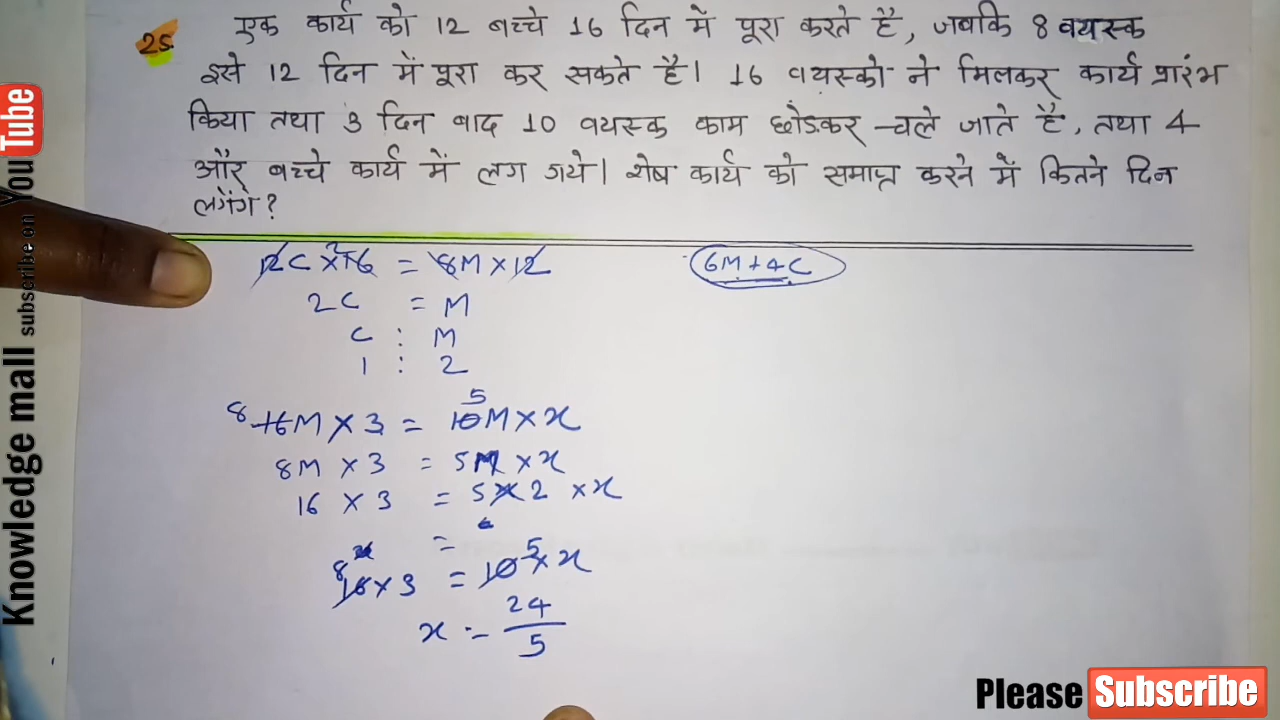 25. एक कार्य को 12 बच्चे 16 दिन में पूरा करते है, जबकि 8 वयस्क
इसे 12 दिन में पूरा कर सकते है। 16 वयस्को ने मिलकर कार्य प्रारंभ
किया तथा 3 दिन बाद 10 वयस्क काम छोडकर चले जाते है, तथा 4
और बच्चे कार्य में लग गये। शेष कार्य को समाप्त करने में कितने दिन
लगेंगे?
12C × 16 = 8M × 12
2C = M
C : M
1 : 2
16M × 3 = 10M × x
8M × 3 = 5M × x
16 × 3 = 5 × 2 × x
=
16 × 3 = 10 × x
x = 24/5
6M + 4C
Knowledge mall subscribe on YouTube
Please Subscribe